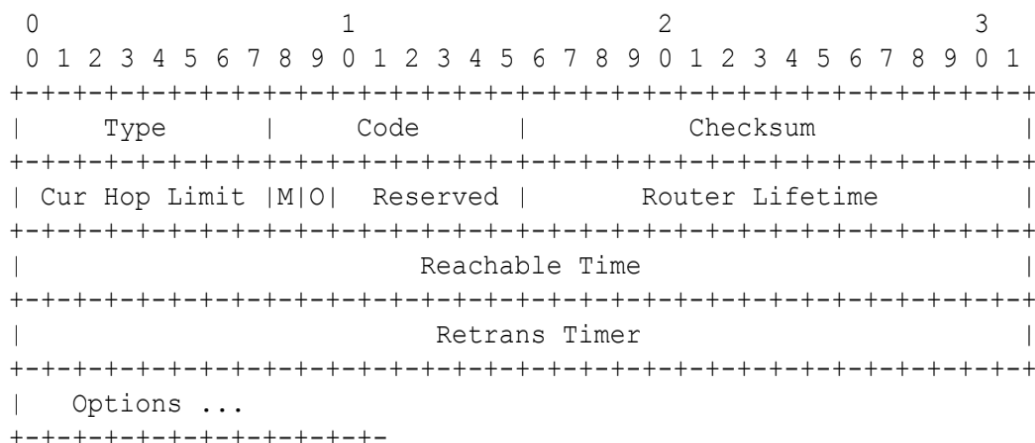 0                   1                   2                   3
 0 1 2 3 4 5 6 7 8 9 0 1 2 3 4 5 6 7 8 9 0 1 2 3 4 5 6 7 8 9 0 1
+-+-+-+-+-+-+-+-+-+-+-+-+-+-+-+-+-+-+-+-+-+-+-+-+-+-+-+-+-+-+-+-+
|     Type      |     Code      |          Checksum             |
+-+-+-+-+-+-+-+-+-+-+-+-+-+-+-+-+-+-+-+-+-+-+-+-+-+-+-+-+-+-+-+-+
| Cur Hop Limit |M|O|  Reserved |       Router Lifetime         |
+-+-+-+-+-+-+-+-+-+-+-+-+-+-+-+-+-+-+-+-+-+-+-+-+-+-+-+-+-+-+-+-+
|                         Reachable Time                        |
+-+-+-+-+-+-+-+-+-+-+-+-+-+-+-+-+-+-+-+-+-+-+-+-+-+-+-+-+-+-+-+-+
|                          Retrans Timer                        |
+-+-+-+-+-+-+-+-+-+-+-+-+-+-+-+-+-+-+-+-+-+-+-+-+-+-+-+-+-+-+-+-+
|   Options ...
+-+-+-+-+-+-+-+-+-+-+-+-